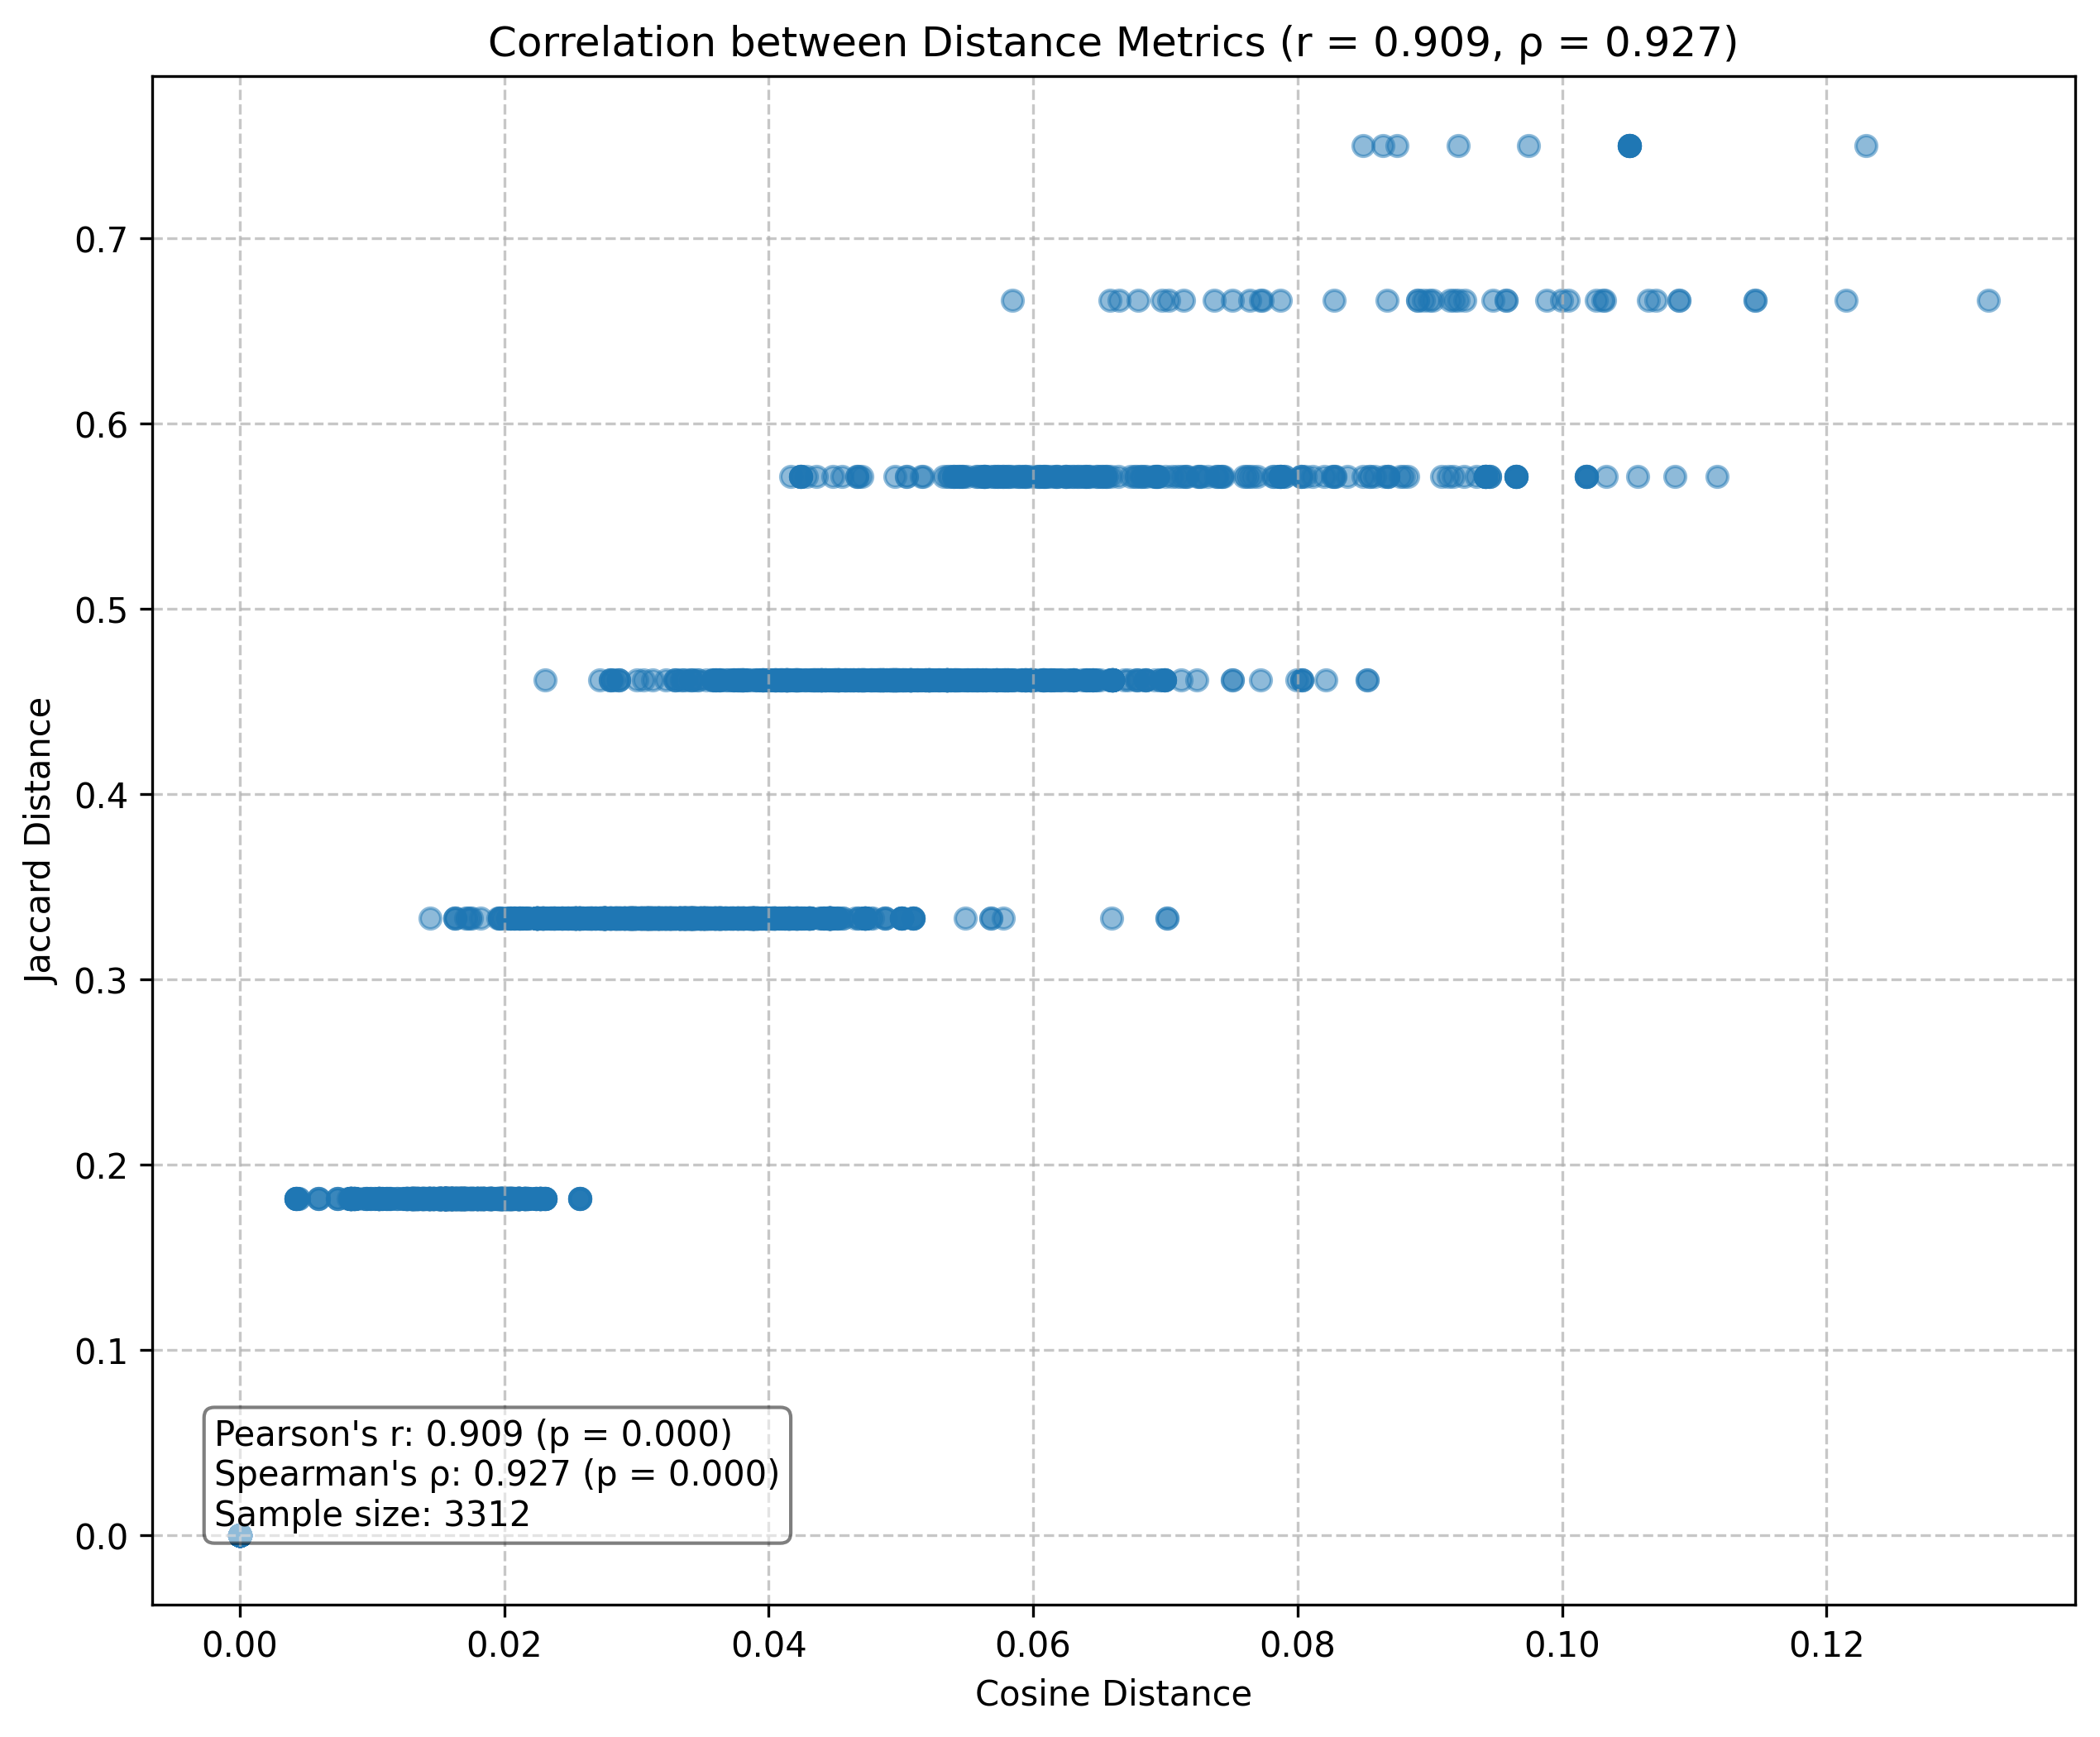 Correlation between Distance Metrics (r = 0.909, ρ = 0.927)
Jaccard Distance
0.7
0.6
0.5
0.4
0.3
0.2
0.1
0.0
Pearson's r: 0.909 (p = 0.000)
Spearman's ρ: 0.927 (p = 0.000)
Sample size: 3312
0.00 0.02 0.04 0.06 0.08 0.10 0.12
Cosine Distance